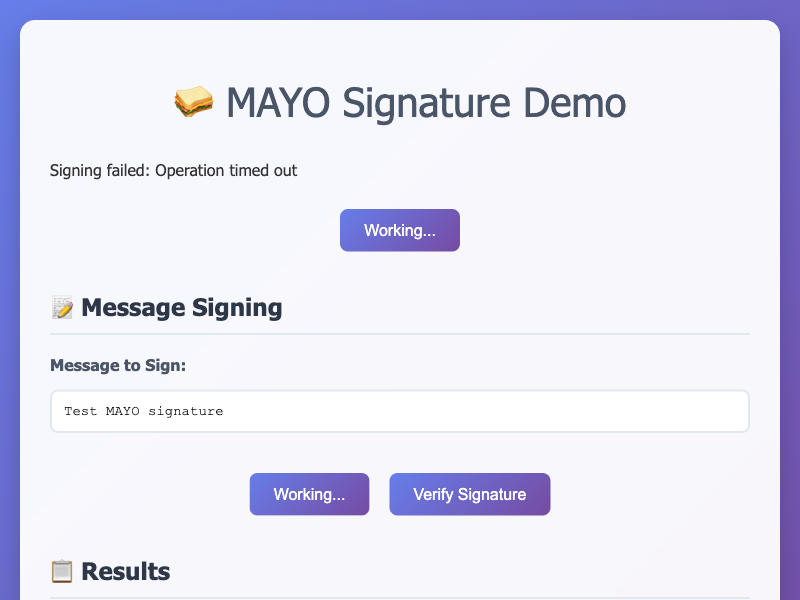 MAYO Signature Demo
Signing failed: Operation timed out
Working...
Message Signing
Message to Sign:
Test MAYO signature
Working...
Verify Signature
Results